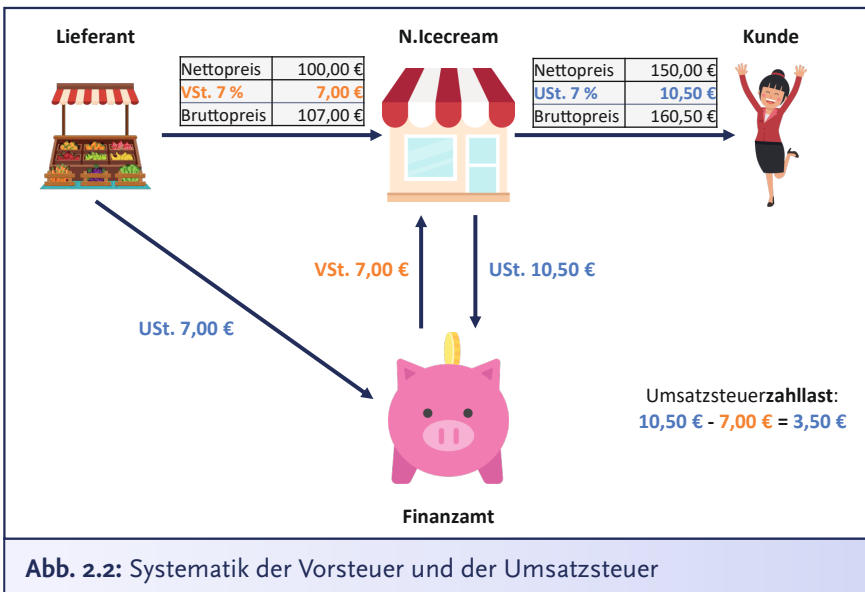 Lieferant
N.Icecream
Kunde
Nettopreis 100,00 €
VSt. 7 % 7,00 €
Bruttopreis 107,00 €
Nettopreis 150,00 €
USt. 7 % 10,50 €
Bruttopreis 160,50 €
VSt. 7,00 €
USt. 10,50 €
USt. 7,00 €
Umsatzsteuerzahllast:
10,50 € - 7,00 € = 3,50 €
Finanzamt
Abb. 2.2: Systematik der Vorsteuer und der Umsatzsteuer